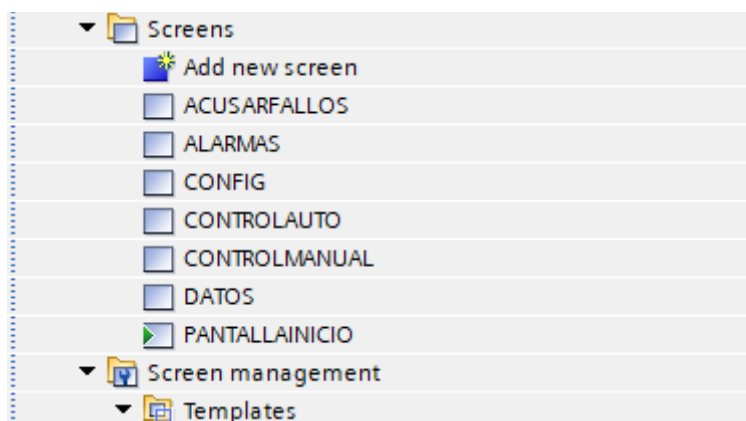 Screens
Add new screen
ACUSARFALLOS
ALARMAS
CONFIG
CONTROLAUTO
CONTROLMANUAL
DATOS
PANTALLAINICIO
Screen management
Templates